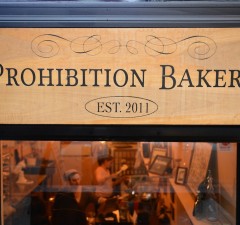 PROHIBITION BAKER
EST. 2011